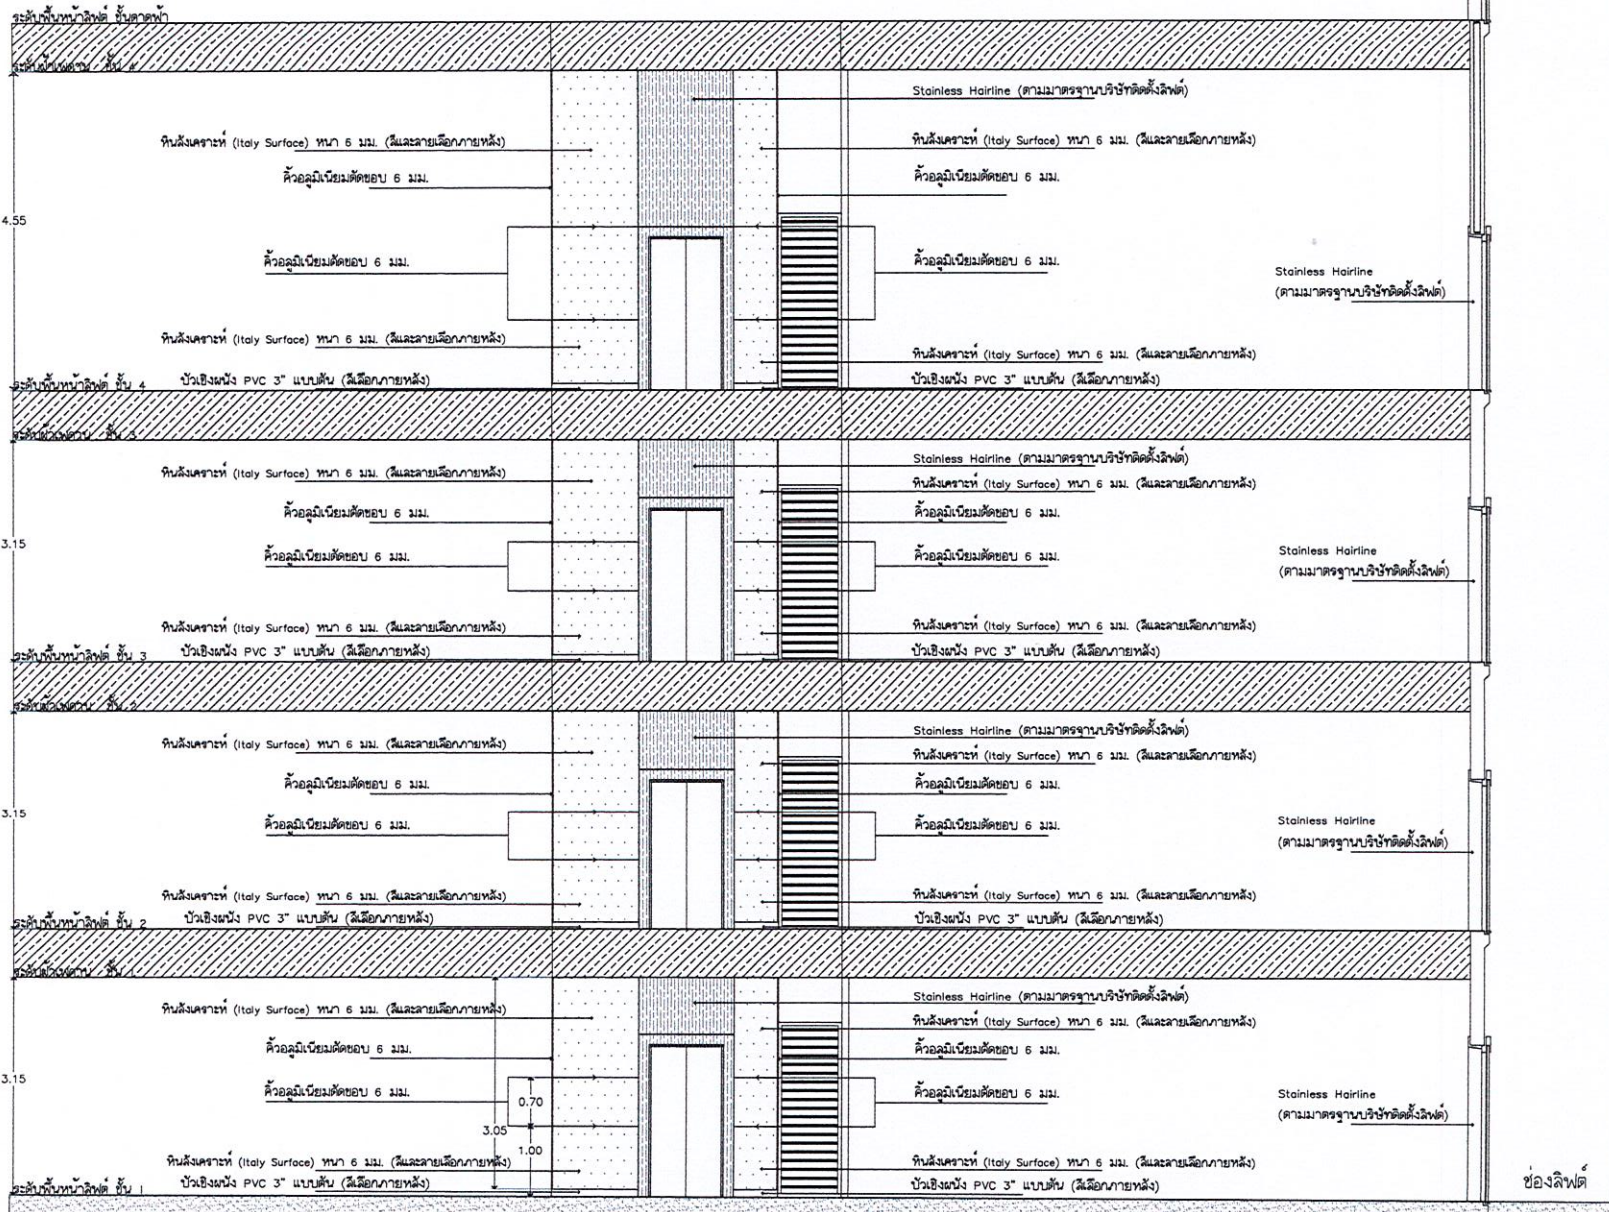 ระดับพื้นหน้าลิฟต์ ชั้นดาดฟ้า
ระดับฝ้าเพดาน ชั้น 4
Stainless Hairline (ตามมาตรฐานบริษัทติดตั้งลิฟต์)
หินสังเคราะห์ (Italy Surface) หนา 6 มม. (สีและลายเลือกภายหลัง)
หินสังเคราะห์ (Italy Surface) หนา 6 มม. (สีและลายเลือกภายหลัง)
คิ้วอลูมิเนียมตัดขอบ 6 มม.
คิ้วอลูมิเนียมตัดขอบ 6 มม.
4.55
คิ้วอลูมิเนียมตัดขอบ 6 มม.
คิ้วอลูมิเนียมตัดขอบ 6 มม.
Stainless Hairline
(ตามมาตรฐานบริษัทติดตั้งลิฟต์)
หินสังเคราะห์ (Italy Surface) หนา 6 มม. (สีและลายเลือกภายหลัง)
หินสังเคราะห์ (Italy Surface) หนา 6 มม. (สีและลายเลือกภายหลัง)
ระดับพื้นหน้าลิฟต์ ชั้น 4
บัวเชิงผนัง PVC 3" แบบตัน (สีเลือกภายหลัง)
บัวเชิงผนัง PVC 3" แบบตัน (สีเลือกภายหลัง)
ระดับฝ้าเพดาน ชั้น 3
Stainless Hairline (ตามมาตรฐานบริษัทติดตั้งลิฟต์)
หินสังเคราะห์ (Italy Surface) หนา 6 มม. (สีและลายเลือกภายหลัง)
หินสังเคราะห์ (Italy Surface) หนา 6 มม. (สีและลายเลือกภายหลัง)
คิ้วอลูมิเนียมตัดขอบ 6 มม.
คิ้วอลูมิเนียมตัดขอบ 6 มม.
3.15
คิ้วอลูมิเนียมตัดขอบ 6 มม.
คิ้วอลูมิเนียมตัดขอบ 6 มม.
Stainless Hairline
(ตามมาตรฐานบริษัทติดตั้งลิฟต์)
หินสังเคราะห์ (Italy Surface) หนา 6 มม. (สีและลายเลือกภายหลัง)
หินสังเคราะห์ (Italy Surface) หนา 6 มม. (สีและลายเลือกภายหลัง)
ระดับพื้นหน้าลิฟต์ ชั้น 3
บัวเชิงผนัง PVC 3" แบบตัน (สีเลือกภายหลัง)
บัวเชิงผนัง PVC 3" แบบตัน (สีเลือกภายหลัง)
ระดับฝ้าเพดาน ชั้น 2
Stainless Hairline (ตามมาตรฐานบริษัทติดตั้งลิฟต์)
หินสังเคราะห์ (Italy Surface) หนา 6 มม. (สีและลายเลือกภายหลัง)
หินสังเคราะห์ (Italy Surface) หนา 6 มม. (สีและลายเลือกภายหลัง)
คิ้วอลูมิเนียมตัดขอบ 6 มม.
คิ้วอลูมิเนียมตัดขอบ 6 มม.
3.15
คิ้วอลูมิเนียมตัดขอบ 6 มม.
คิ้วอลูมิเนียมตัดขอบ 6 มม.
Stainless Hairline
(ตามมาตรฐานบริษัทติดตั้งลิฟต์)
หินสังเคราะห์ (Italy Surface) หนา 6 มม. (สีและลายเลือกภายหลัง)
หินสังเคราะห์ (Italy Surface) หนา 6 มม. (สีและลายเลือกภายหลัง)
ระดับพื้นหน้าลิฟต์ ชั้น 2
บัวเชิงผนัง PVC 3" แบบตัน (สีเลือกภายหลัง)
บัวเชิงผนัง PVC 3" แบบตัน (สีเลือกภายหลัง)
ระดับฝ้าเพดาน ชั้น 1
Stainless Hairline (ตามมาตรฐานบริษัทติดตั้งลิฟต์)
หินสังเคราะห์ (Italy Surface) หนา 6 มม. (สีและลายเลือกภายหลัง)
หินสังเคราะห์ (Italy Surface) หนา 6 มม. (สีและลายเลือกภายหลัง)
คิ้วอลูมิเนียมตัดขอบ 6 มม.
คิ้วอลูมิเนียมตัดขอบ 6 มม.
3.15
คิ้วอลูมิเนียมตัดขอบ 6 มม.
0.70
คิ้วอลูมิเนียมตัดขอบ 6 มม.
Stainless Hairline
(ตามมาตรฐานบริษัทติดตั้งลิฟต์)
3.05
1.00
หินสังเคราะห์ (Italy Surface) หนา 6 มม. (สีและลายเลือกภายหลัง)
หินสังเคราะห์ (Italy Surface) หนา 6 มม. (สีและลายเลือกภายหลัง)
ระดับพื้นหน้าลิฟต์ ชั้น 1
บัวเชิงผนัง PVC 3" แบบตัน (สีเลือกภายหลัง)
บัวเชิงผนัง PVC 3" แบบตัน (สีเลือกภายหลัง)
ช่องลิฟต์